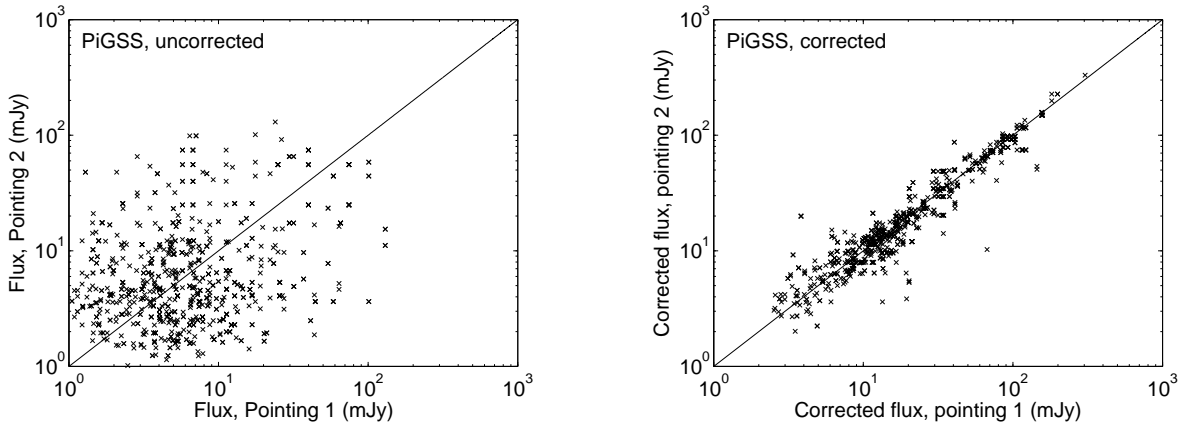 PiGSS, uncorrected
10^3
10^2
10^1
10^0
10^0 10^1 10^2 10^3
Flux, Pointing 2 (mJy)
Flux, Pointing 1 (mJy)
PiGSS, corrected
10^3
10^2
10^1
10^0
10^0 10^1 10^2 10^3
Corrected flux, pointing 2 (mJy)
Corrected flux, pointing 1 (mJy)